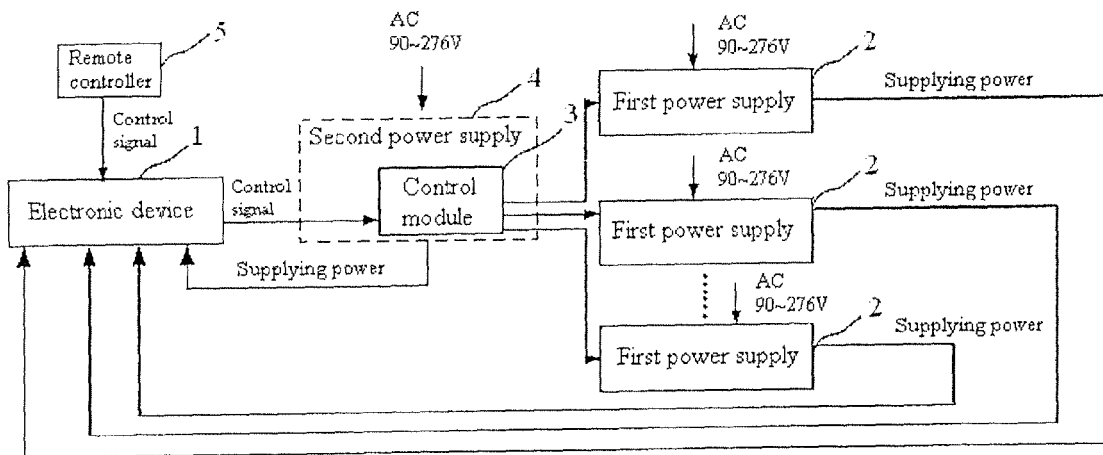 5
Remote
controller
Control
signal
1
Electronic device
Control
signal
AC
90~276V
4
Second power supply
3
Control
module
Supplying power
AC
90~276V
2
First power supply
Supplying power
AC
90~276V
2
First power supply
Supplying power
AC
90~276V
2
First power supply
Supplying power